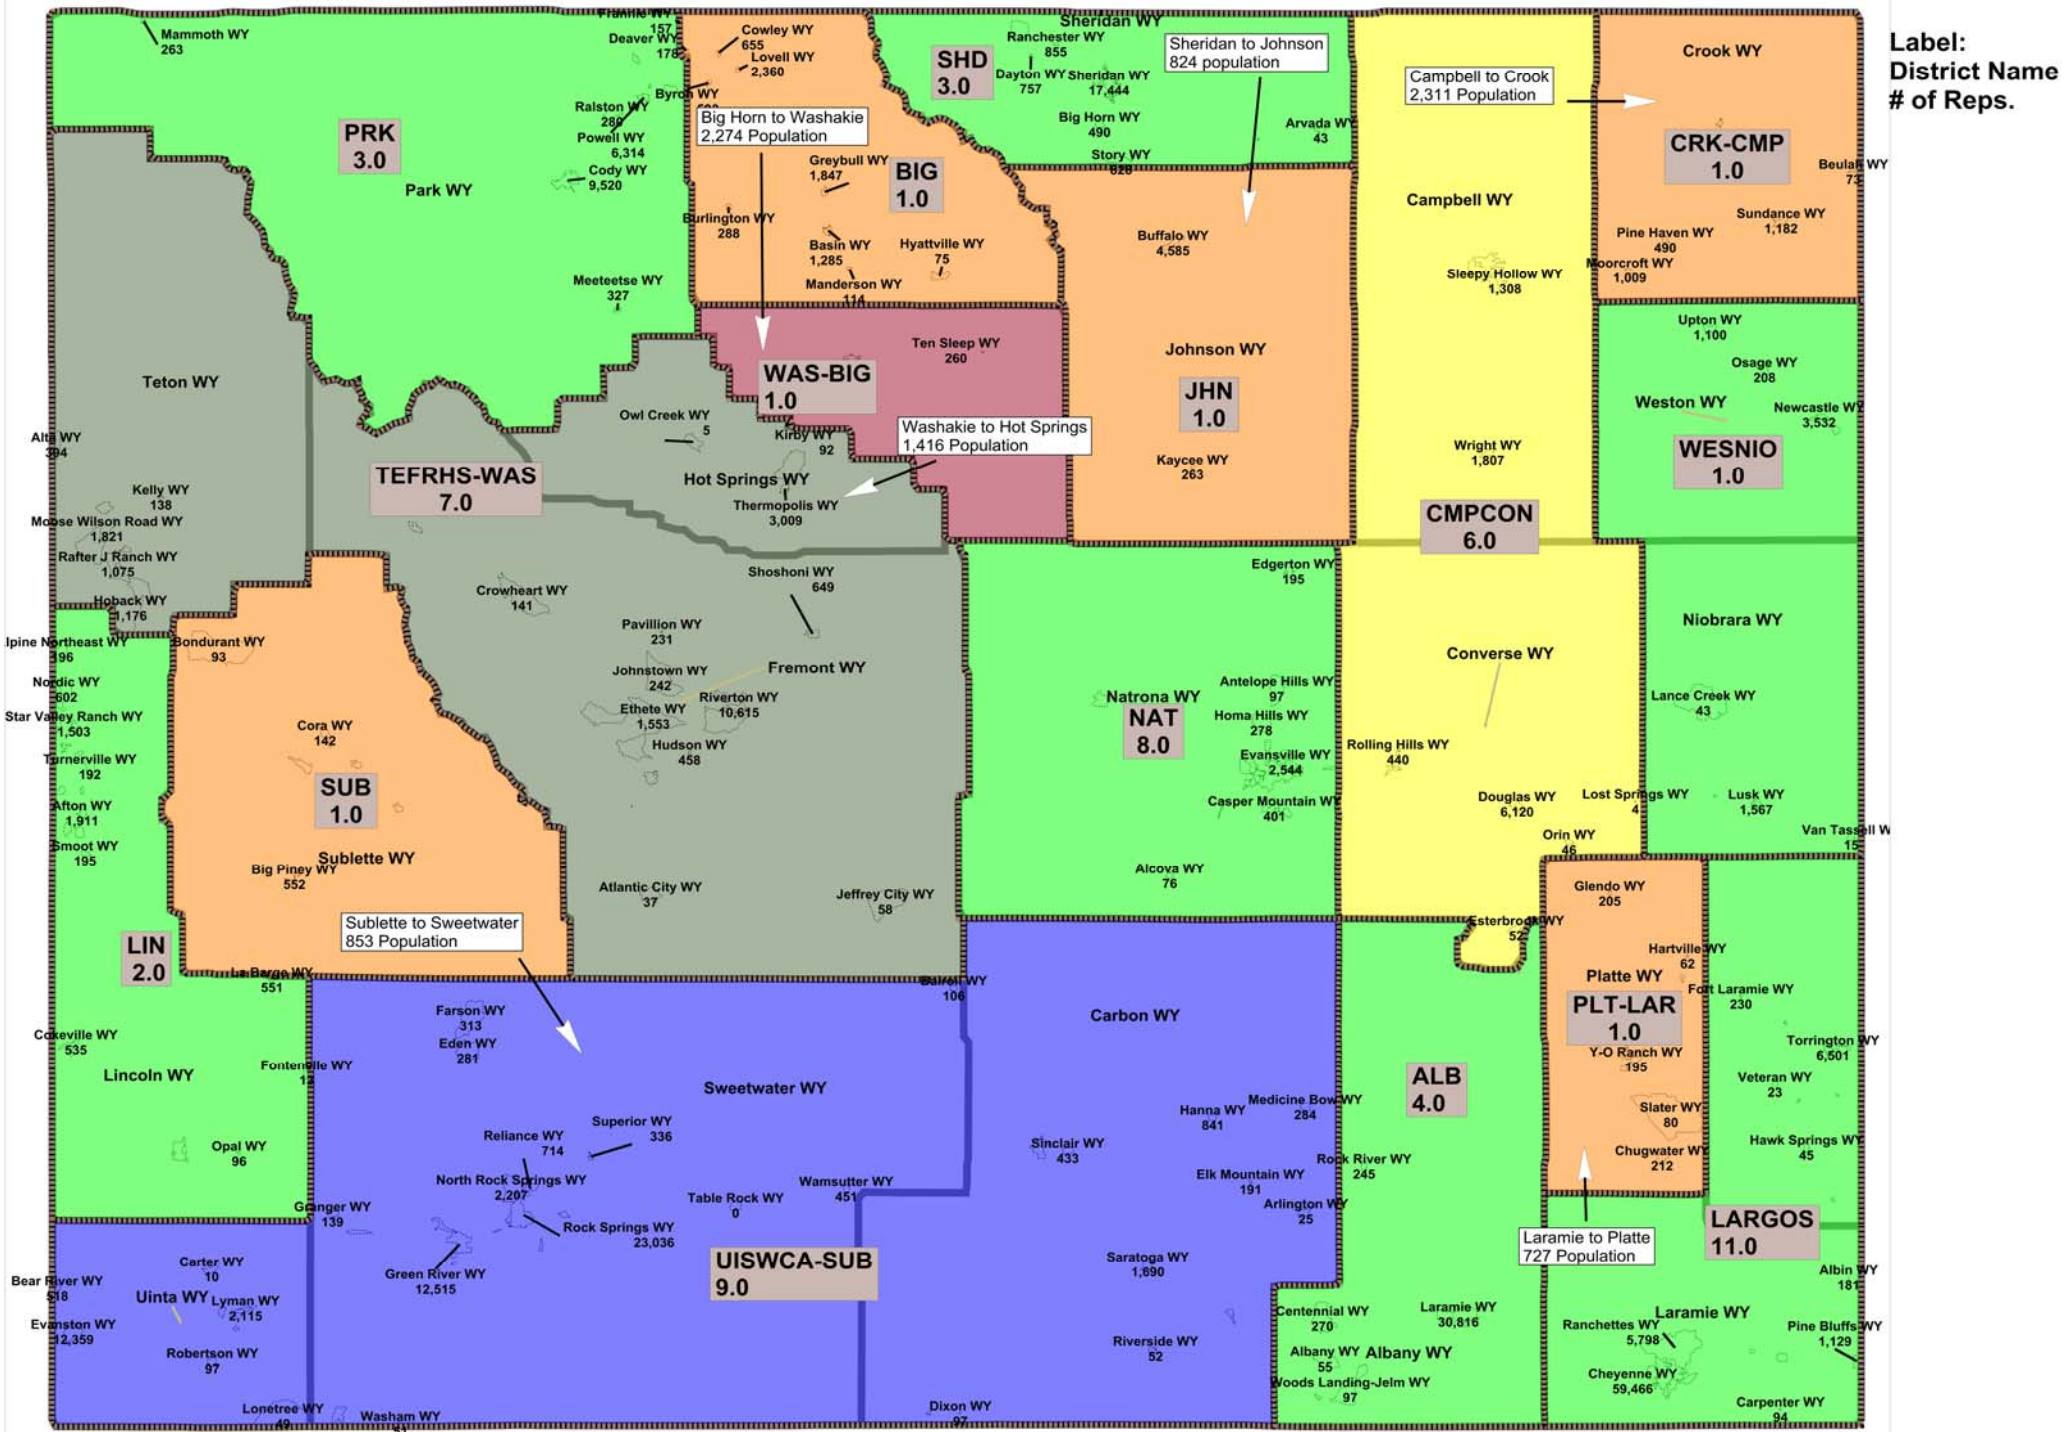 Label:
District Name
# of Reps.
Mammoth WY
263
157
Deaver WY
178
Cowley WY
655
Lovell WY
2,360
Byron WY
Ralston WY
280
Powell WY
6,314
Cody WY
9,520
PRK
3.0
Park WY
Meeteetse WY
327
Big Horn to Washakie
2,274 Population
Greybull WY
1,847
BIG
1.0
Burlington WY
288
Basin WY
1,285
Hyattville WY
75
Manderson WY
114
Sheridan WY
SHD
3.0
Ranchester WY
855
Dayton WY
757
Sheridan WY
17,444
Big Horn WY
490
Story WY
828
Arvada WY
43
Sheridan to Johnson
824 population
Buffalo WY
4,585
Johnson WY
JHN
1.0
Kaycee WY
263
Campbell to Crook
2,311 Population
Campbell WY
Sleepy Hollow WY
1,308
Wright WY
1,807
CMPCON
6.0
Crook WY
CRK-CMP
1.0
Beulah WY
73
Sundance WY
1,182
Pine Haven WY
490
Moorcroft WY
1,009
Upton WY
1,100
Osage WY
208
Weston WY
Newcastle WY
3,532
WESNIO
1.0
Niobrara WY
Lance Creek WY
43
Lusk WY
1,567
Van Tassell W
15
Teton WY
Alta WY
394
Kelly WY
138
Moose Wilson Road WY
1,821
Rafter J Ranch WY
1,075
Hoback WY
1,176
TEFRHS-WAS
7.0
Owl Creek WY
5
Kirby WY
92
Hot Springs WY
Thermopolis WY
3,009
Ten Sleep WY
260
WAS-BIG
1.0
Washakie to Hot Springs
1,416 Population
Shoshoni WY
649
Crowheart WY
141
Pavillion WY
231
Johnstown WY
242
Fremont WY
Ethete WY
1,553
Riverton WY
10,615
Hudson WY
458
Atlantic City WY
37
Jeffrey City WY
58
lpine Northeast WY
196
Nordic WY
602
Star Valley Ranch WY
1,503
Turnerville WY
192
Afton WY
1,911
Smoot WY
195
LIN
2.0
La Barge WY
551
Cokeville WY
535
Lincoln WY
Fontenelle WY
13
Opal WY
96
Bondurant WY
93
Cora WY
142
SUB
1.0
Sublette WY
Big Piney WY
552
Sublette to Sweetwater
853 Population
Edgerton WY
195
Natrona WY
NAT
8.0
Antelope Hills WY
97
Homa Hills WY
278
Evansville WY
2,544
Casper Mountain WY
401
Alcova WY
76
Converse WY
Rolling Hills WY
440
Douglas WY
6,120
Lost Springs WY
4
Orin WY
46
Esterbrook WY
52
Glendo WY
205
Hartville WY
62
Platte WY
PLT-LAR
1.0
Y-O Ranch WY
195
Slater WY
80
Chugwater WY
212
Fort Laramie WY
230
Torrington WY
6,501
Veteran WY
23
Hawk Springs WY
45
LARGOS
11.0
Laramie to Platte
727 Population
Albin WY
181
Laramie WY
Ranchettes WY
5,798
Pine Bluffs WY
1,129
Cheyenne WY
59,466
Carpenter WY
94
ALB
4.0
Rock River WY
245
Centennial WY
270
Laramie WY
30,816
Albany WY
55
Albany WY
Woods Landing-Jelm WY
97
Bairoil WY
106
Carbon WY
Hanna WY
841
Medicine Bow WY
284
Sinclair WY
433
Elk Mountain WY
191
Arlington WY
25
Saratoga WY
1,690
Riverside WY
52
Dixon WY
97
Farson WY
313
Eden WY
281
Sweetwater WY
Superior WY
336
Reliance WY
714
North Rock Springs WY
2,207
Table Rock WY
0
Wamsutter WY
451
Rock Springs WY
23,036
Granger WY
139
Green River WY
12,515
UISWCA-SUB
9.0
Washam WY
Carter WY
10
Bear River WY
518
Uinta WY
Lyman WY
2,115
Evanston WY
12,359
Robertson WY
97
Lonetree WY
49